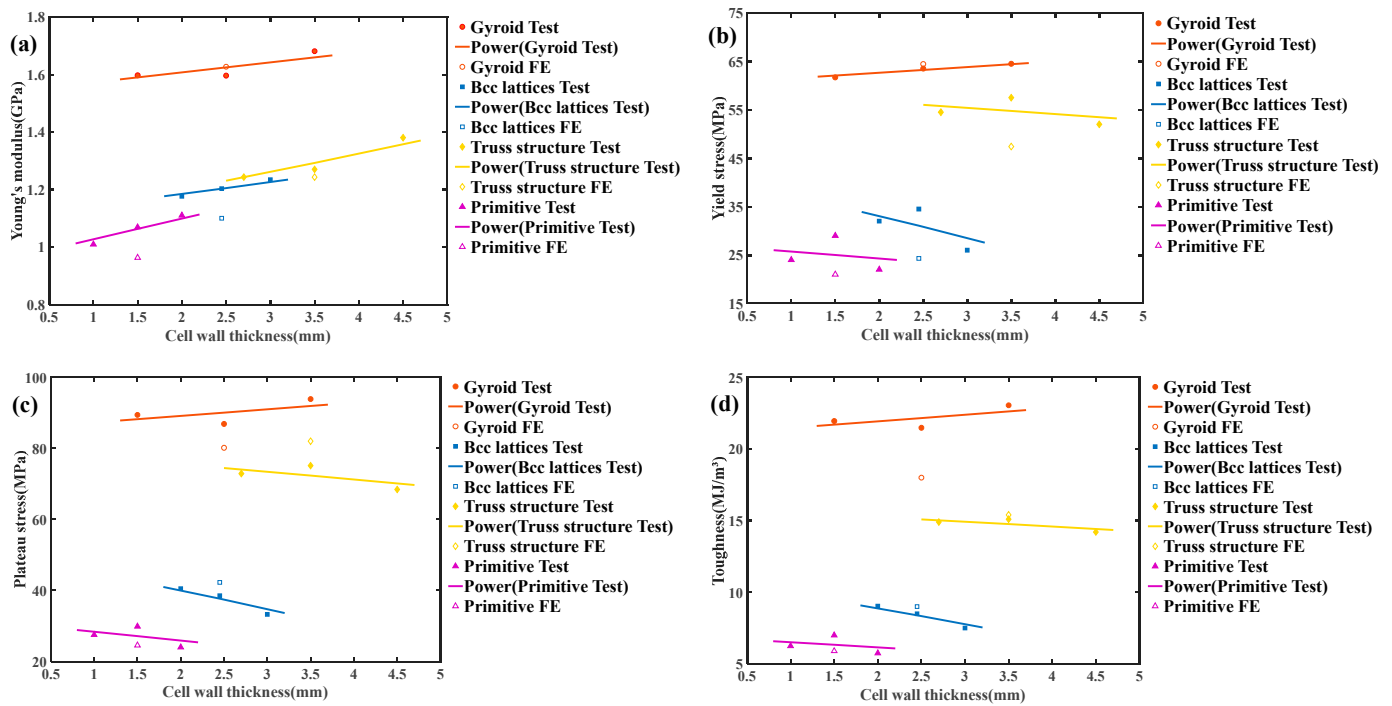 (a)
Young's modulus(GPa)
1.8
1.6
1.4
1.2
1
0.8
0.5 1 1.5 2 2.5 3 3.5 4 4.5 5
Cell wall thickness(mm)
Gyroid Test
Power(Gyroid Test)
Gyroid FE
Bcc lattices Test
Power(Bcc lattices Test)
Bcc lattices FE
Truss structure Test
Power(Truss structure Test)
Truss structure FE
Primitive Test
Power(Primitive Test)
Primitive FE
(b)
Yield stress(MPa)
75
65
55
45
35
25
15
0.5 1 1.5 2 2.5 3 3.5 4 4.5 5
Cell wall thickness(mm)
Gyroid Test
Power(Gyroid Test)
Gyroid FE
Bcc lattices Test
Power(Bcc lattices Test)
Bcc lattices FE
Truss structure Test
Power(Truss structure Test)
Truss structure FE
Primitive Test
Power(Primitive Test)
Primitive FE
(c)
Plateau stress(MPa)
100
80
60
40
20
0.5 1 1.5 2 2.5 3 3.5 4 4.5 5
Cell wall thickness(mm)
Gyroid Test
Power(Gyroid Test)
Gyroid FE
Bcc lattices Test
Power(Bcc lattices Test)
Bcc lattices FE
Truss structure Test
Power(Truss structure Test)
Truss structure FE
Primitive Test
Power(Primitive Test)
Primitive FE
(d)
Toughness(MJ/m³)
25
20
15
10
5
0.5 1 1.5 2 2.5 3 3.5 4 4.5 5
Cell wall thickness(mm)
Gyroid Test
Power(Gyroid Test)
Gyroid FE
Bcc lattices Test
Power(Bcc lattices Test)
Bcc lattices FE
Truss structure Test
Power(Truss structure Test)
Truss structure FE
Primitive Test
Power(Primitive Test)
Primitive FE